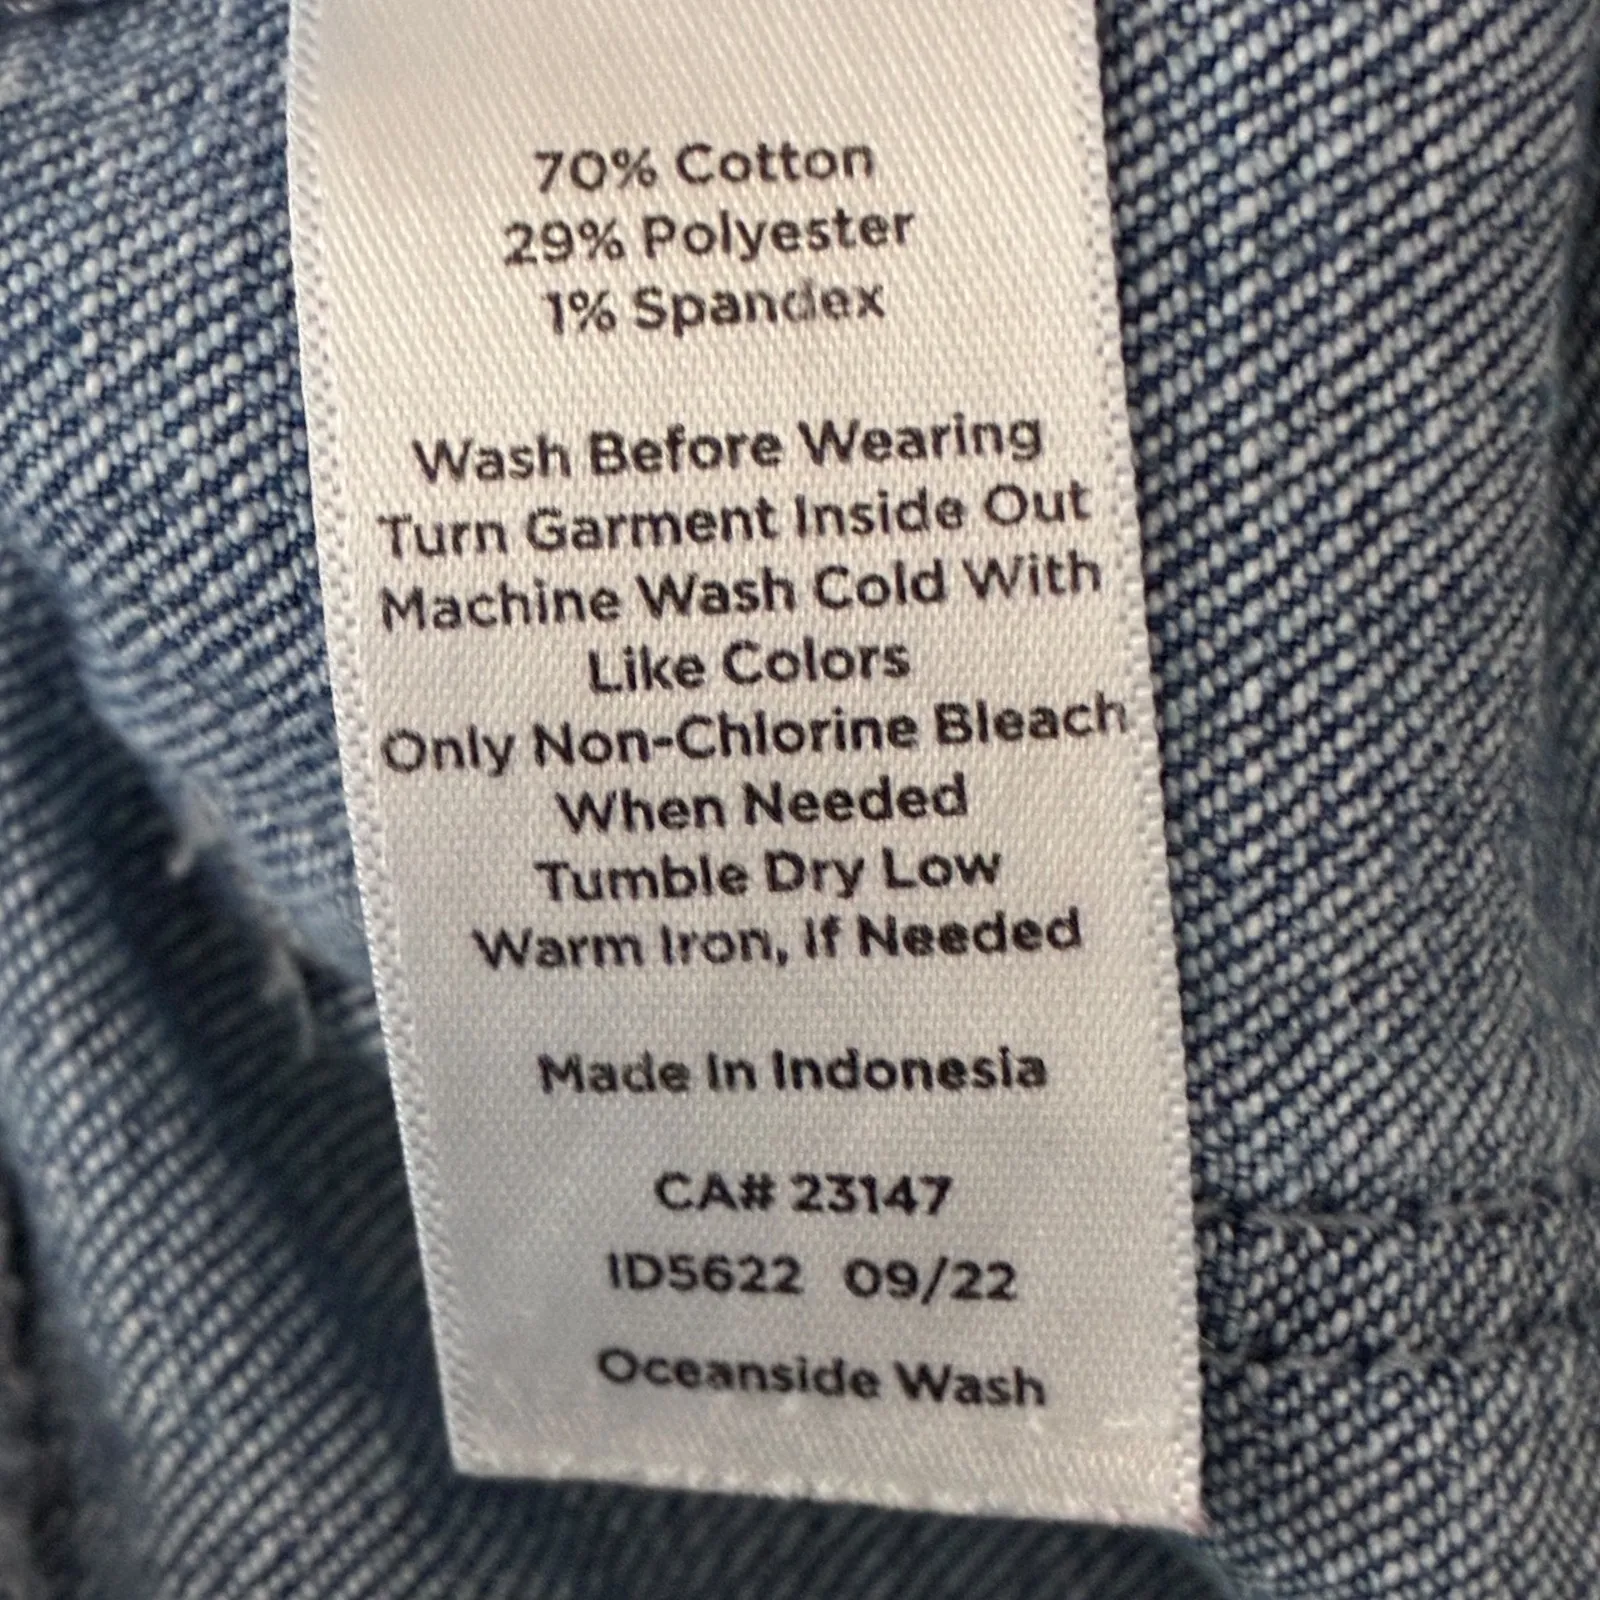 70% Cotton
29% Polyester
1% Spandex
Wash Before Wearing
Turn Garment Inside Out
Machine Wash Cold With
Like Colors
Only Non-Chlorine Bleach
When Needed
Tumble Dry Low
Warm Iron, If Needed
Made In Indonesia
CA# 23147
ID5622 09/22
Oceanside Wash